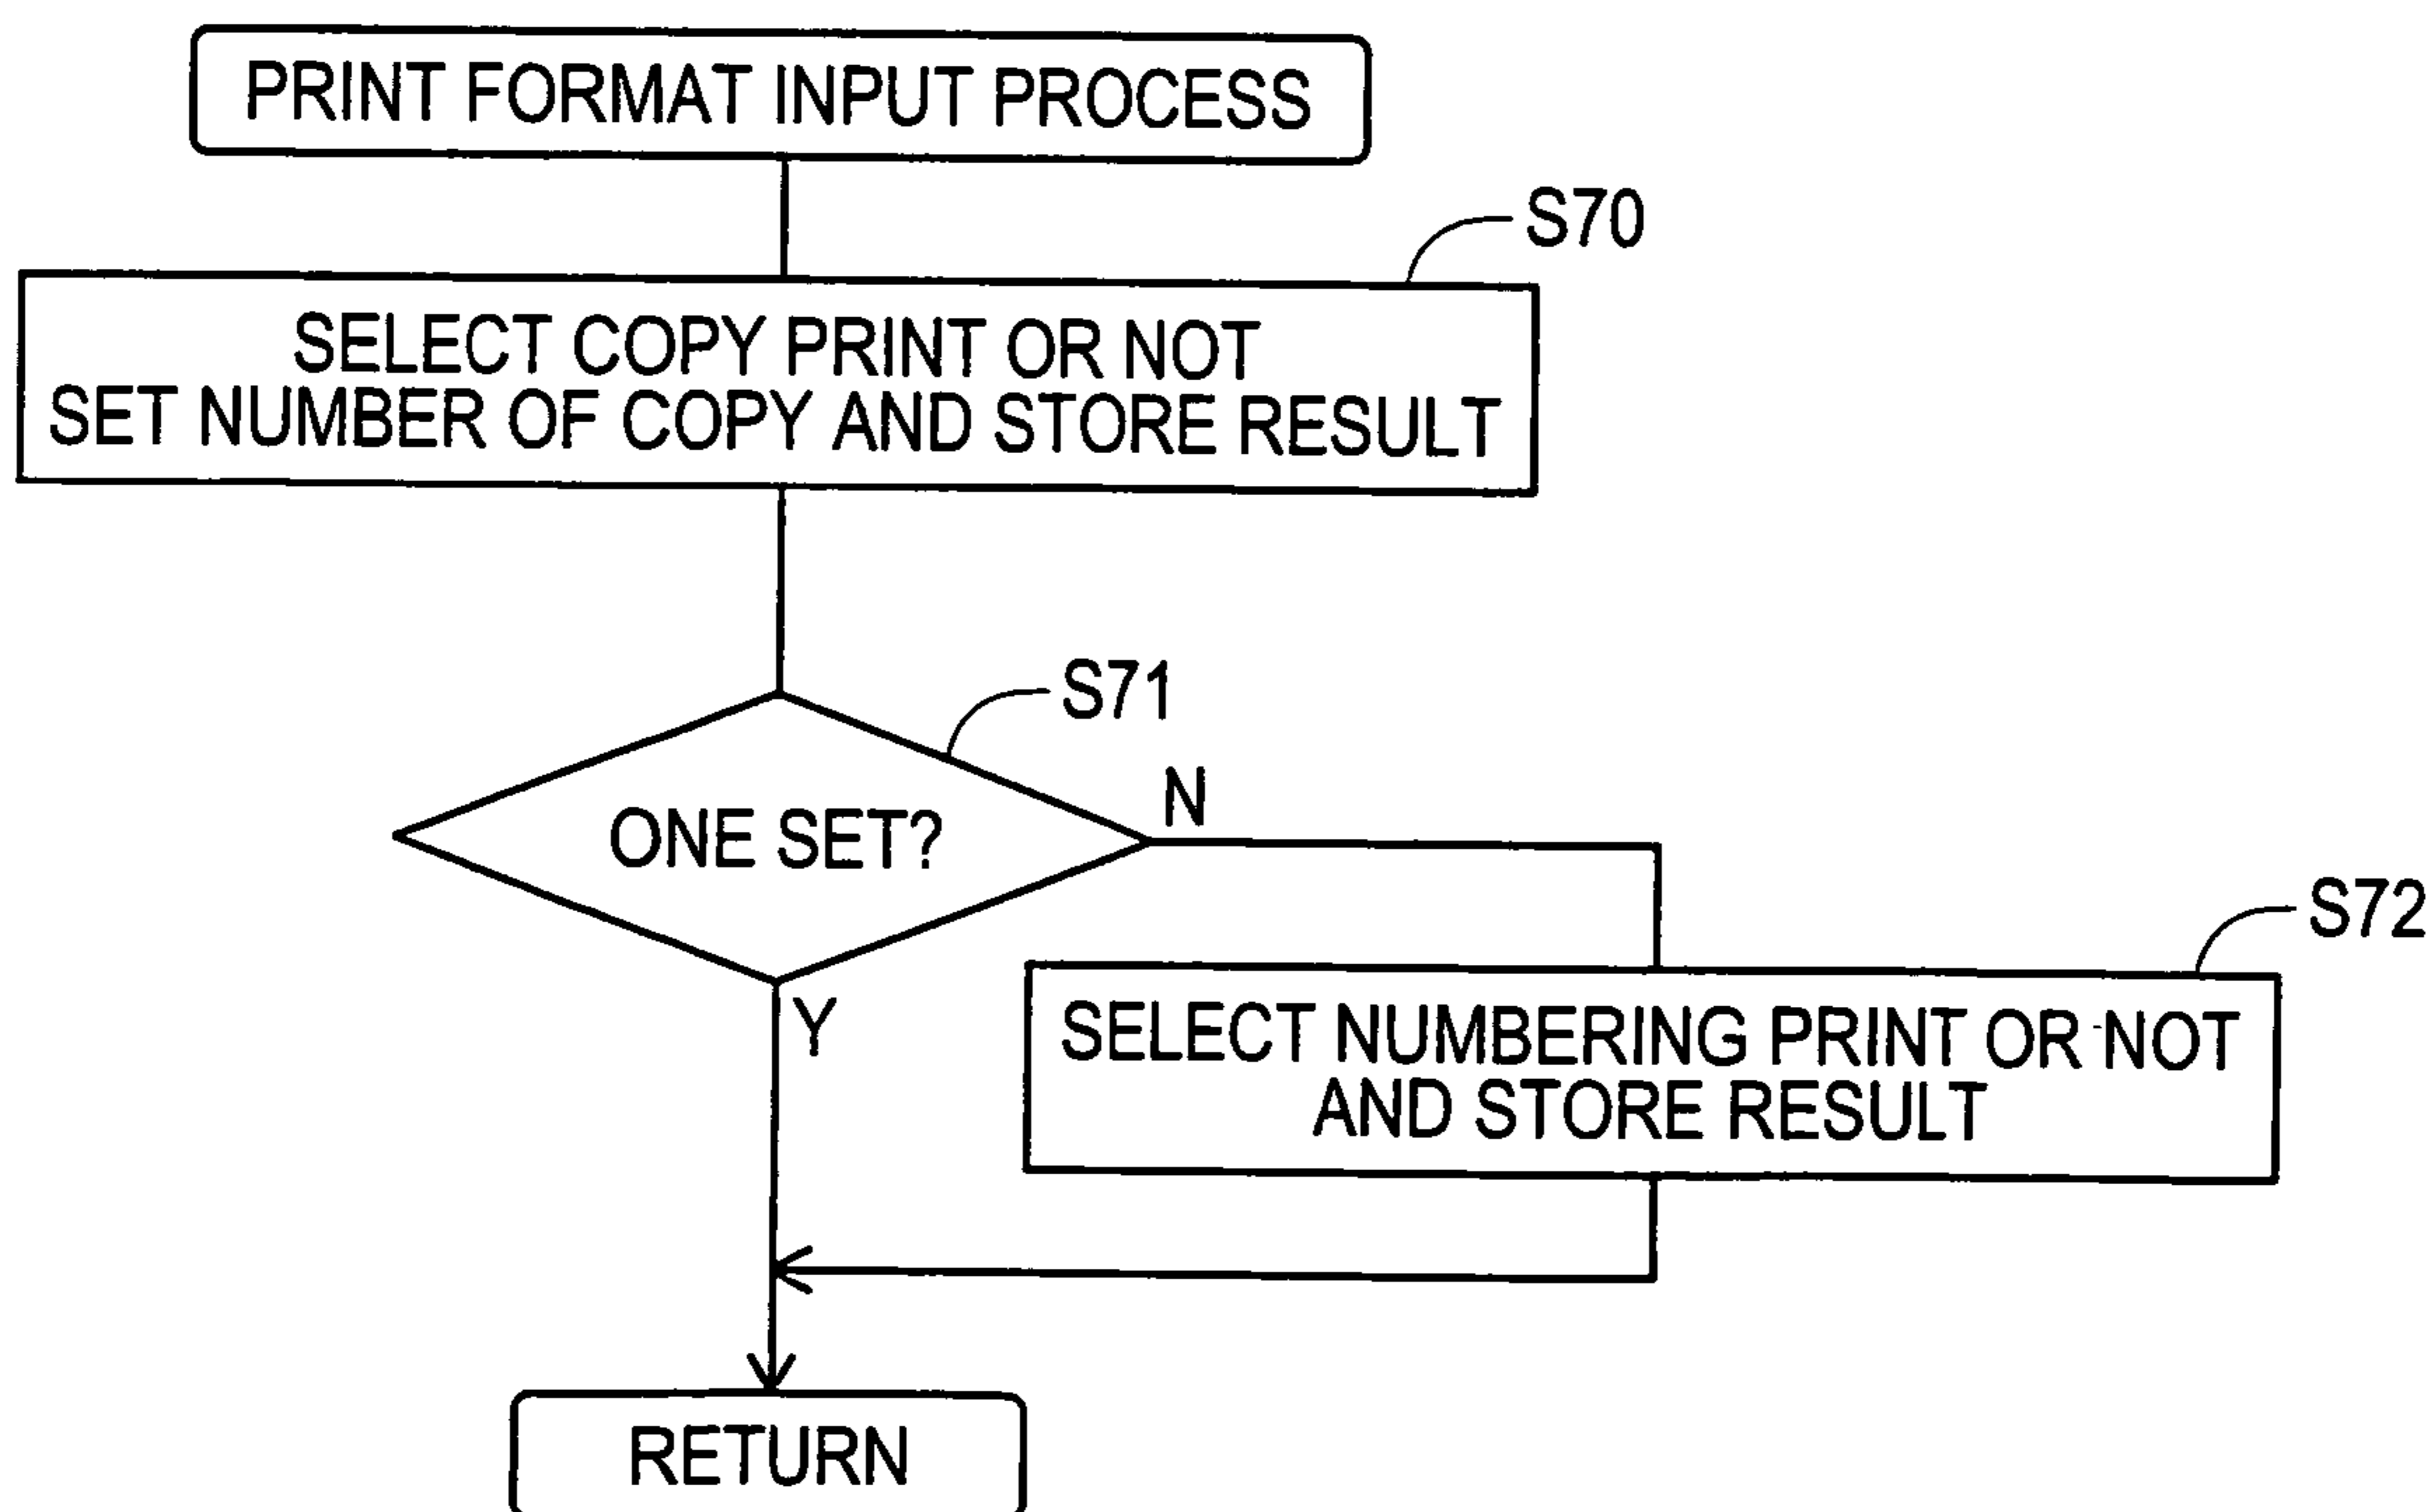 PRINT FORMAT INPUT PROCESS
S70
SELECT COPY PRINT OR NOT
SET NUMBER OF COPY AND STORE RESULT
S71
ONE SET?
N
Y
S72
SELECT NUMBERING PRINT OR NOT
AND STORE RESULT
RETURN